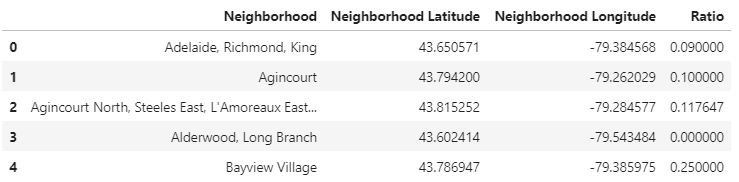 Neighborhood Neighborhood Latitude Neighborhood Longitude Ratio
0 Adelaide, Richmond, King 43.650571 -79.384568 0.090000
1 Agincourt 43.794200 -79.262029 0.100000
2 Agincourt North, Steeles East, L'Amoreaux East... 43.815252 -79.284577 0.117647
3 Alderwood, Long Branch 43.602414 -79.543484 0.000000
4 Bayview Village 43.786947 -79.385975 0.250000